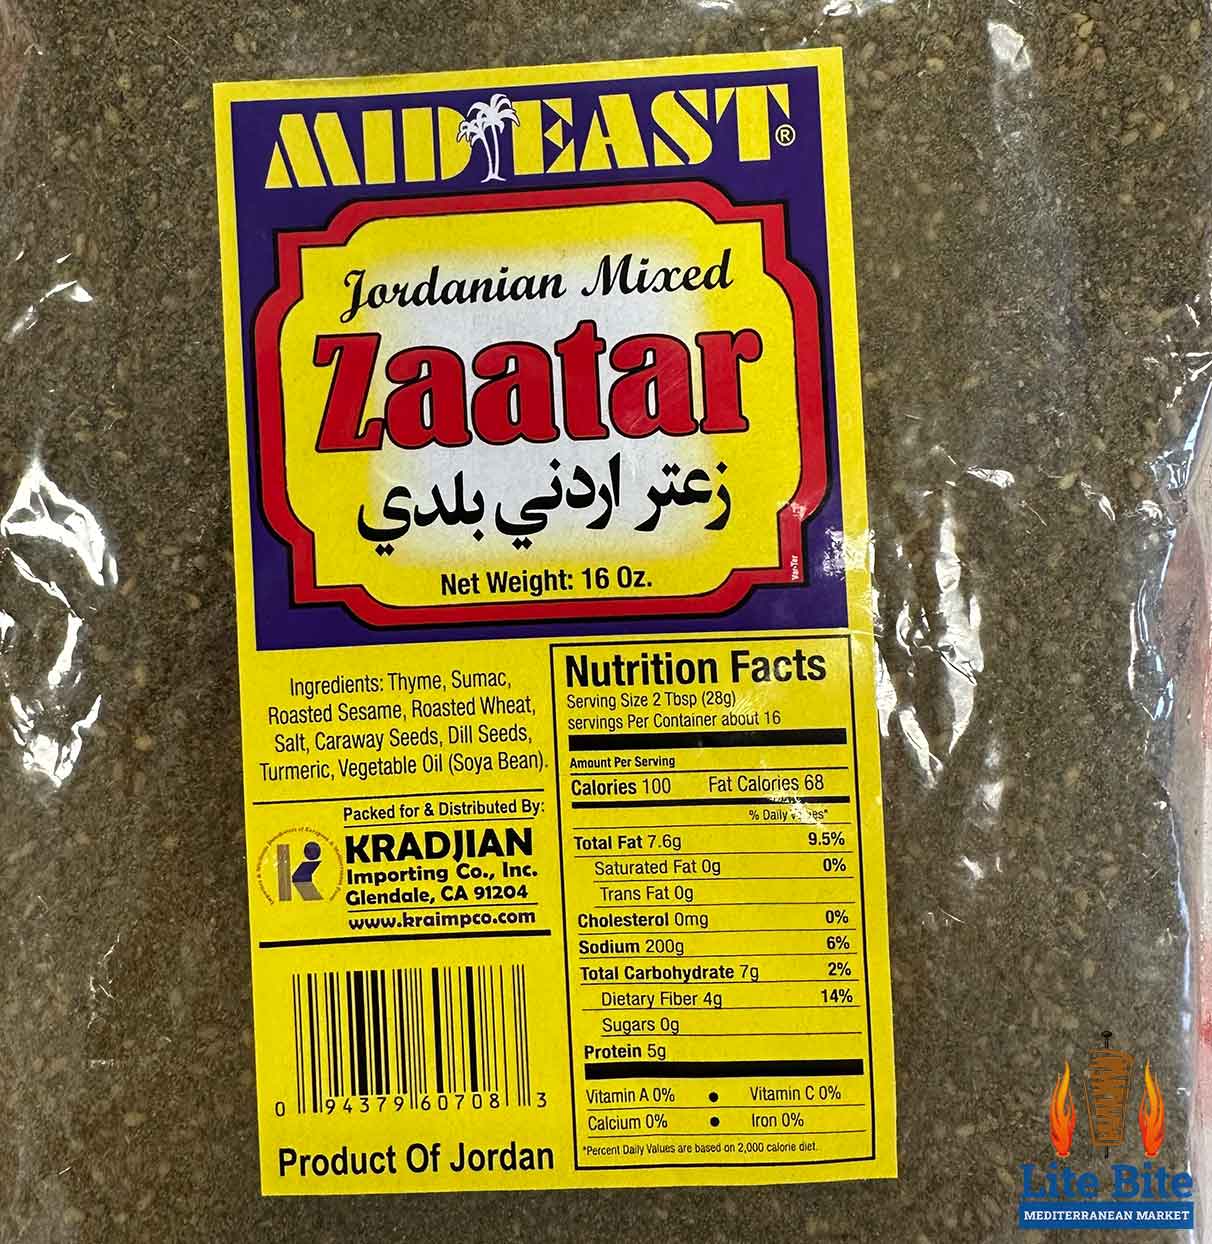 MID EAST®
Jordanian Mixed
Zaatar
زعتر اردني بلدي
Net Weight: 16 Oz.
Var-Ter
Ingredients: Thyme, Sumac,
Roasted Sesame, Roasted Wheat,
Salt, Caraway Seeds, Dill Seeds,
Turmeric, Vegetable Oil (Soya Bean).
Packed for & Distributed By:
KRADJIAN
Importing Co., Inc.
Glendale, CA 91204
www.kraimpco.com
0 94379 60708 3
Product Of Jordan
Nutrition Facts
Serving Size 2 Tbsp (28g)
servings Per Container about 16
Amount Per Serving
Calories 100 Fat Calories 68
% Daily
Total Fat 7.6g 9.5%
Saturated Fat 0g 0%
Trans Fat 0g
Cholesterol 0mg 0%
Sodium 200g 6%
Total Carbohydrate 7g 2%
Dietary Fiber 4g 14%
Sugars 0g
Protein 5g
Vitamin A 0% • Vitamin C 0%
Calcium 0% • Iron 0%
*Percent Daily Values are based on 2,000 calorie diet.
Lite Bite
MEDITERRANEAN MARKET